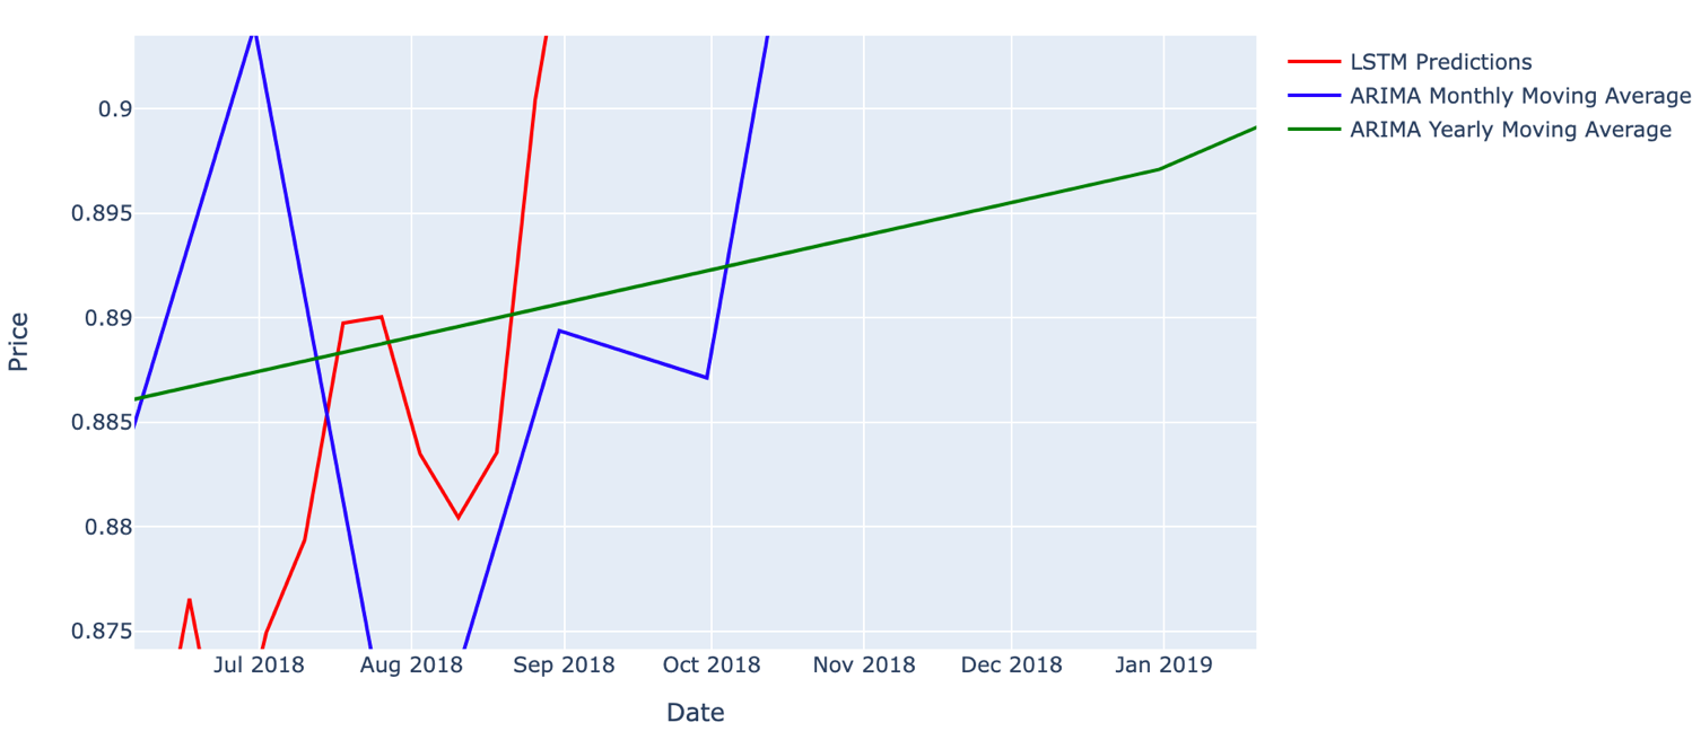 LSTM Predictions
ARIMA Monthly Moving Average
ARIMA Yearly Moving Average
0.9
0.895
0.89
0.885
0.88
0.875
Price
Jul 2018 Aug 2018 Sep 2018 Oct 2018 Nov 2018 Dec 2018 Jan 2019
Date